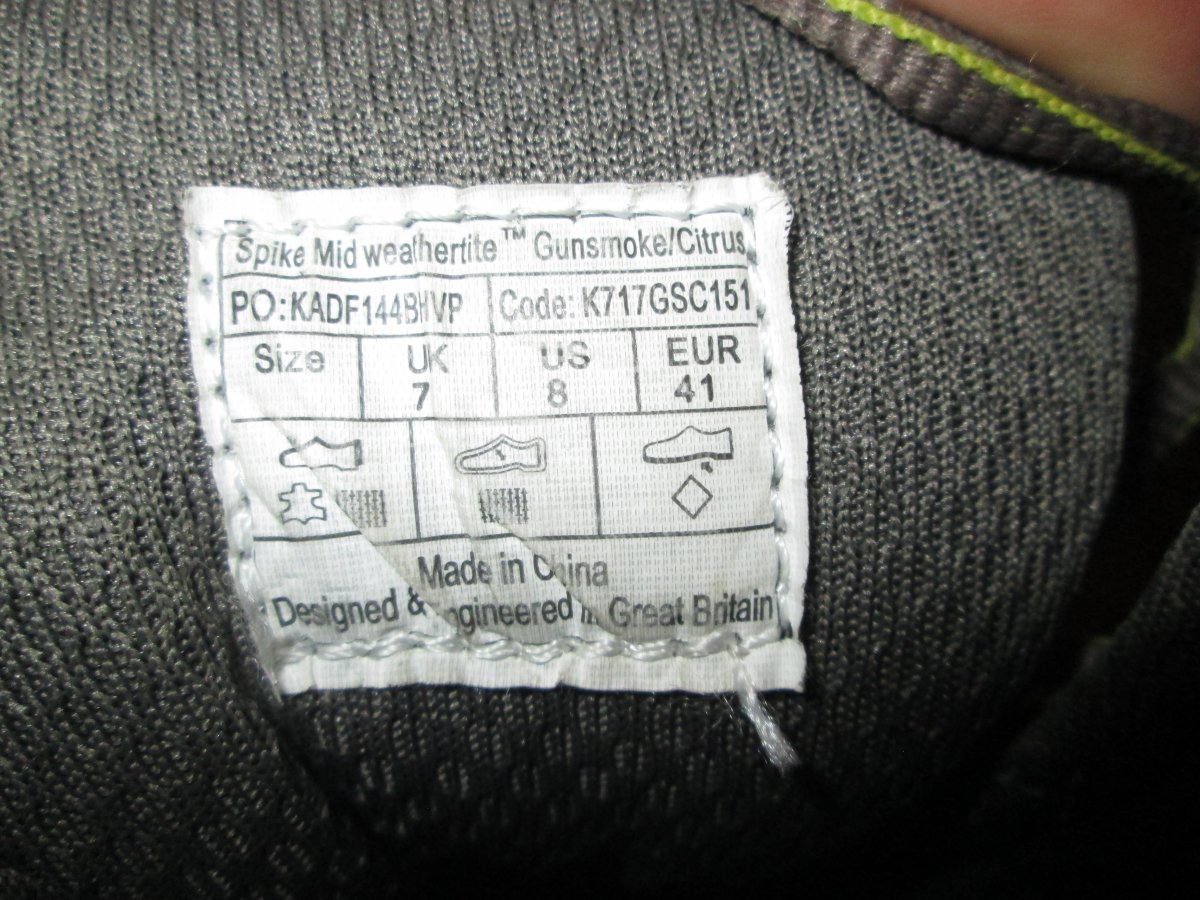 Spike Mid weathertite™ Gunsmoke/Citrus
PO:KADF144BHVP Code: K717GSC151
Size UK US EUR
7 8 41
Made in China
Designed & Engineered in Great Britain